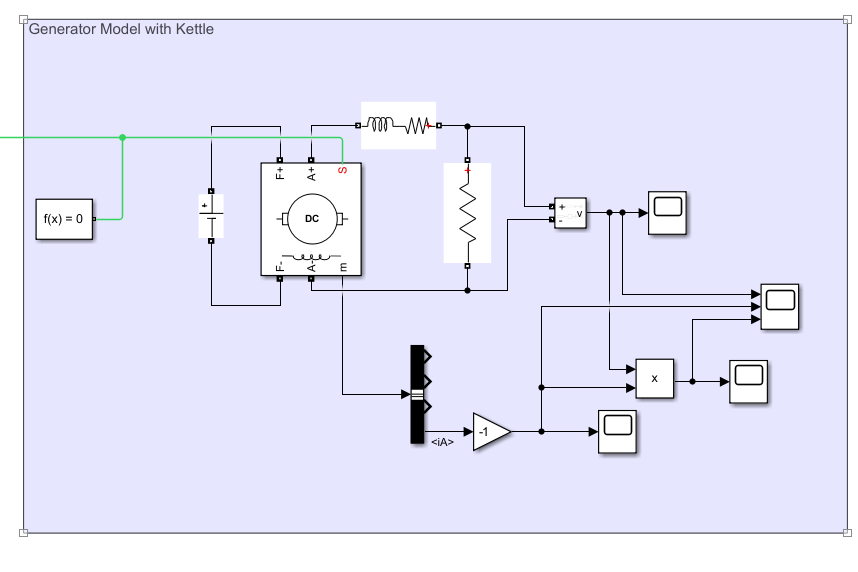 Generator Model with Kettle
F+
A+
S
+
+
+
f(x) = 0
DC
+
-
v
F-
A-
m
x
<iA>
-1